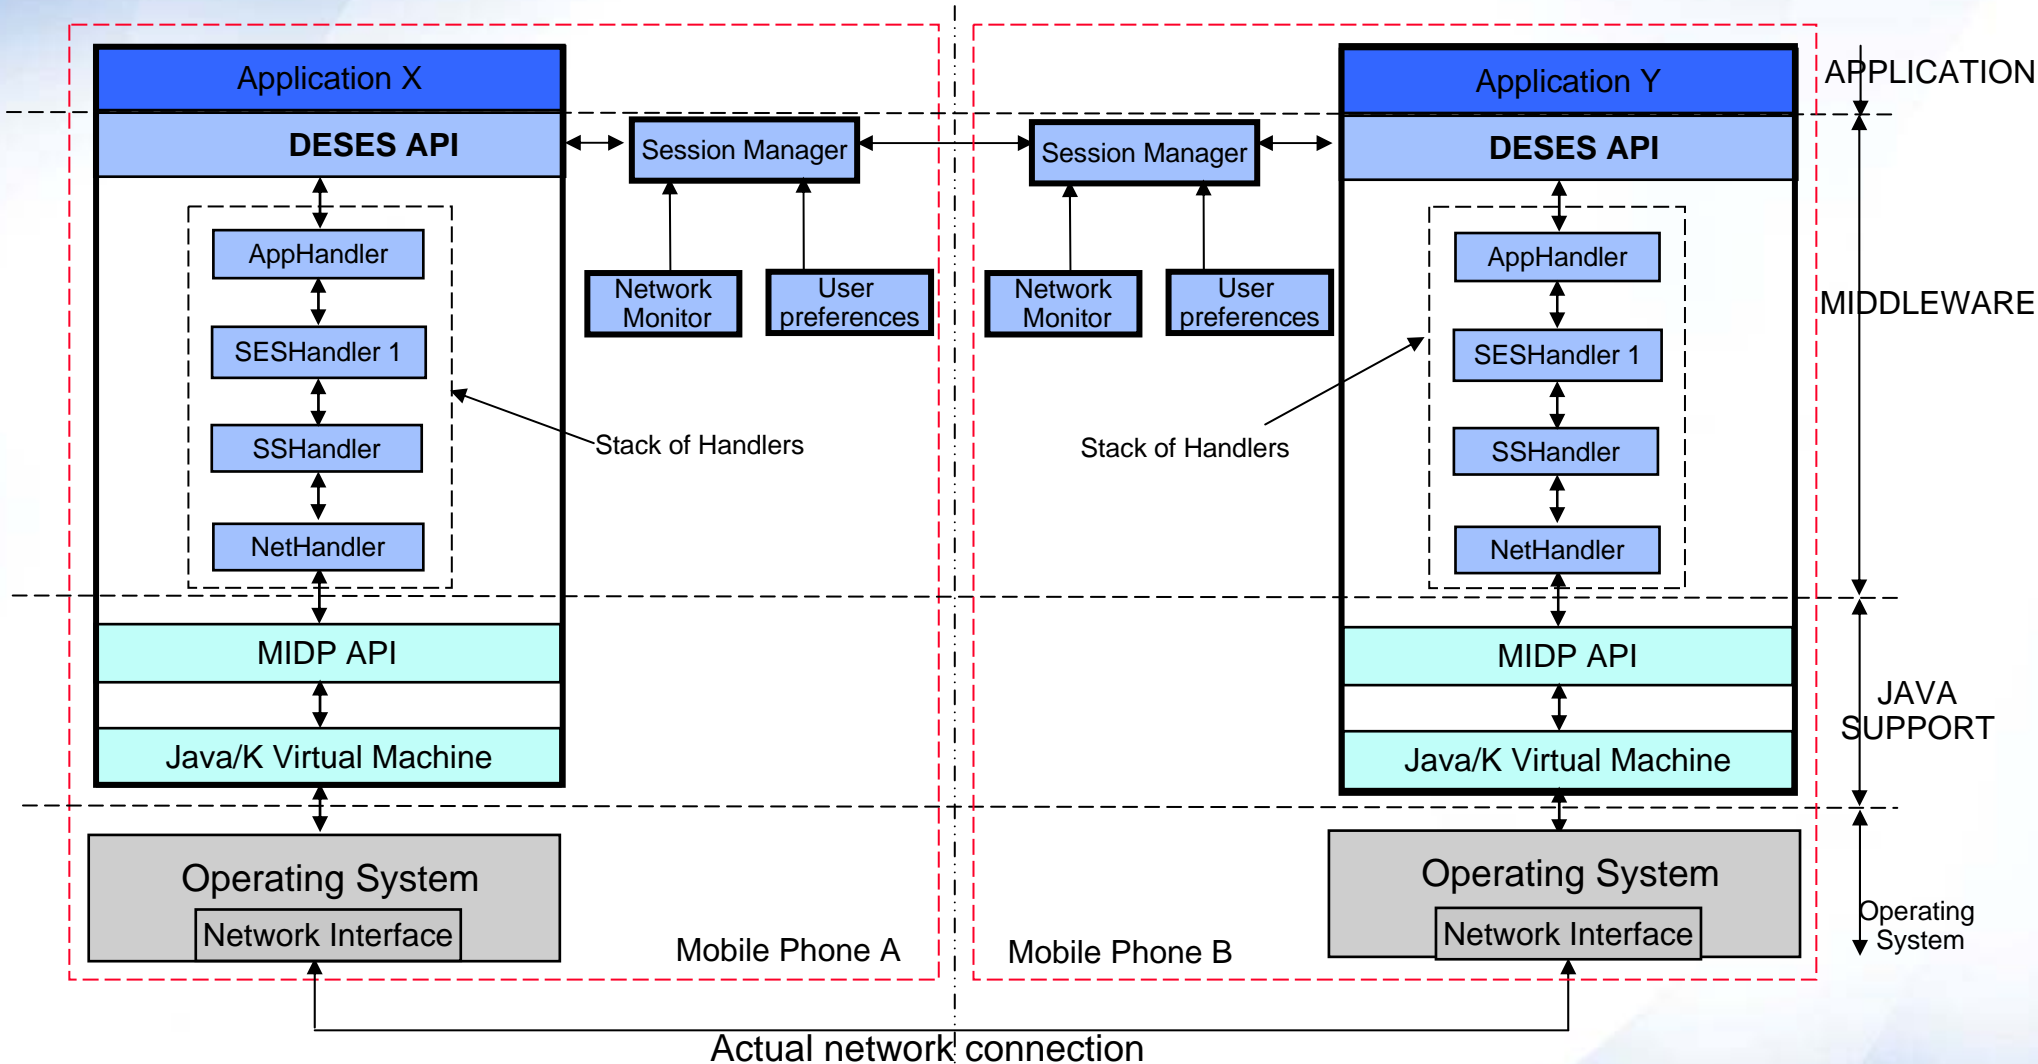 Application X
Application Y
APPLICATION
DESES API
Session Manager
Session Manager
DESES API
AppHandler
AppHandler
Network
Monitor
User
preferences
Network
Monitor
User
preferences
MIDDLEWARE
SESHandler 1
SESHandler 1
SSHandler
Stack of Handlers
Stack of Handlers
SSHandler
NetHandler
NetHandler
MIDP API
MIDP API
JAVA
SUPPORT
Java/K Virtual Machine
Java/K Virtual Machine
Operating System
Operating System
Network Interface
Network Interface
Operating
System
Mobile Phone A
Mobile Phone B
Actual network connection